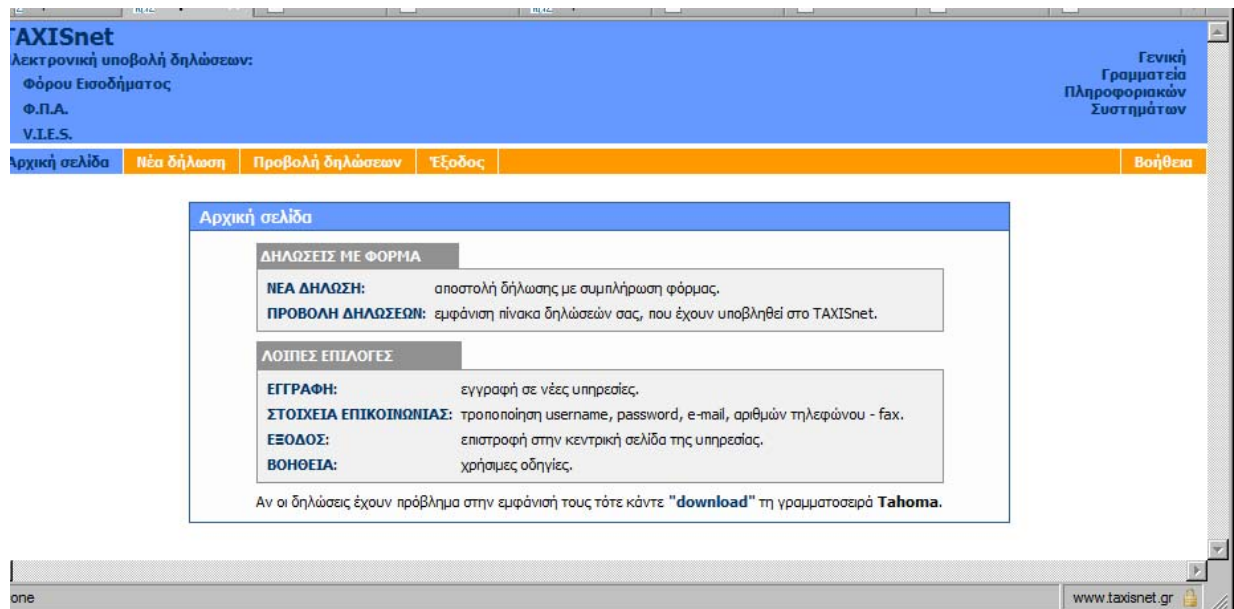 TAXISnet
λεκτρονική υποβολή δηλώσεων:
Φόρου Εισοδήματος
Φ.Π.Α.
V.I.E.S.
Γενική
Γραμματεία
Πληροφοριακών
Συστημάτων
Αρχική σελίδα Νέα δήλωση Προβολή δηλώσεων Έξοδος Βοήθεια
Αρχική σελίδα
ΔΗΛΩΣΕΙΣ ΜΕ ΦΟΡΜΑ
ΝΕΑ ΔΗΛΩΣΗ: αποστολή δήλωσης με συμπλήρωση φόρμας.
ΠΡΟΒΟΛΗ ΔΗΛΩΣΕΩΝ: εμφάνιση πίνακα δηλώσεών σας, που έχουν υποβληθεί στο TAXISnet.
ΛΟΙΠΕΣ ΕΠΙΛΟΓΕΣ
ΕΓΓΡΑΦΗ: εγγραφή σε νέες υπηρεσίες.
ΣΤΟΙΧΕΙΑ ΕΠΙΚΟΙΝΩΝΙΑΣ: τροποποίηση username, password, e-mail, αριθμών τηλεφώνου - fax.
ΕΞΟΔΟΣ: επιστροφή στην κεντρική σελίδα της υπηρεσίας.
ΒΟΗΘΕΙΑ: χρήσιμες οδηγίες.
Αν οι δηλώσεις έχουν πρόβλημα στην εμφάνισή τους τότε κάντε "download" τη γραμματοσειρά Tahoma.
one www.taxisnet.gr